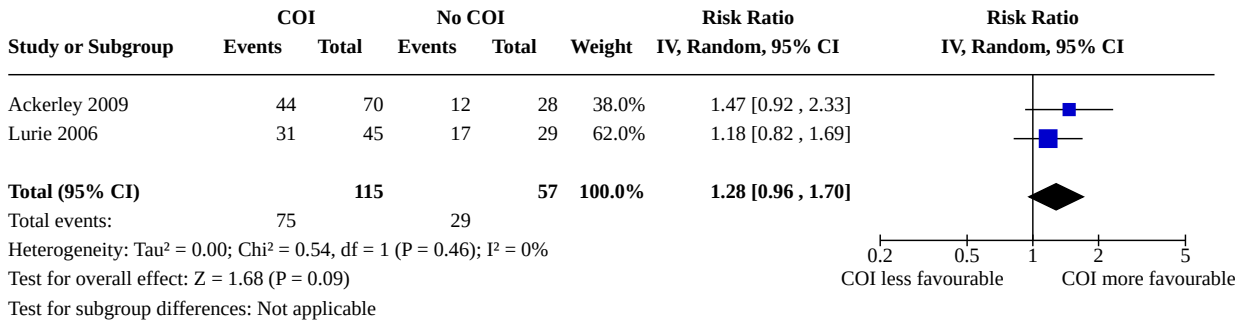 COI No COI Risk Ratio Risk Ratio
Study or Subgroup Events Total Events Total Weight IV, Random, 95% CI IV, Random, 95% CI
Ackerley 2009 44 70 12 28 38.0% 1.47 [0.92 , 2.33]
Lurie 2006 31 45 17 29 62.0% 1.18 [0.82 , 1.69]
Total (95% CI) 115 57 100.0% 1.28 [0.96 , 1.70]
Total events: 75 29
Heterogeneity: Tau² = 0.00; Chi² = 0.54, df = 1 (P = 0.46); I² = 0%
0.2 0.5 1 2 5
Test for overall effect: Z = 1.68 (P = 0.09)
COI less favourable COI more favourable
Test for subgroup differences: Not applicable